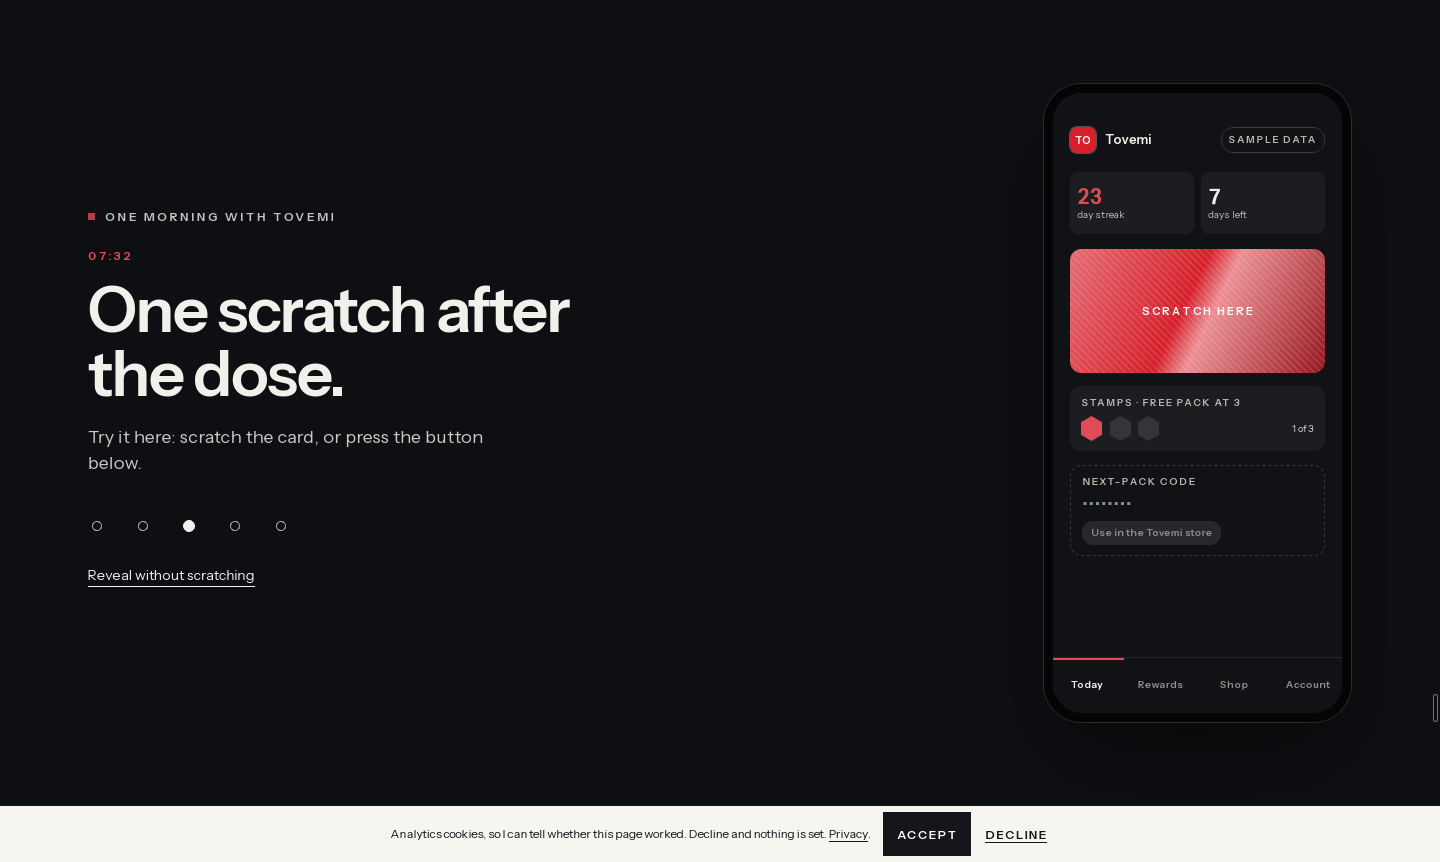 ONE MORNING WITH TOVEMI
07:32
One scratch after
the dose.
Try it here: scratch the card, or press the button
below.
Reveal without scratching
TO Tovemi SAMPLE DATA
23
day streak
7
days left
SCRATCH HERE
STAMPS · FREE PACK AT 3
1 of 3
NEXT-PACK CODE
Use in the Tovemi store
Today Rewards Shop Account
Analytics cookies, so I can tell whether this page worked. Decline and nothing is set. Privacy. ACCEPT DECLINE